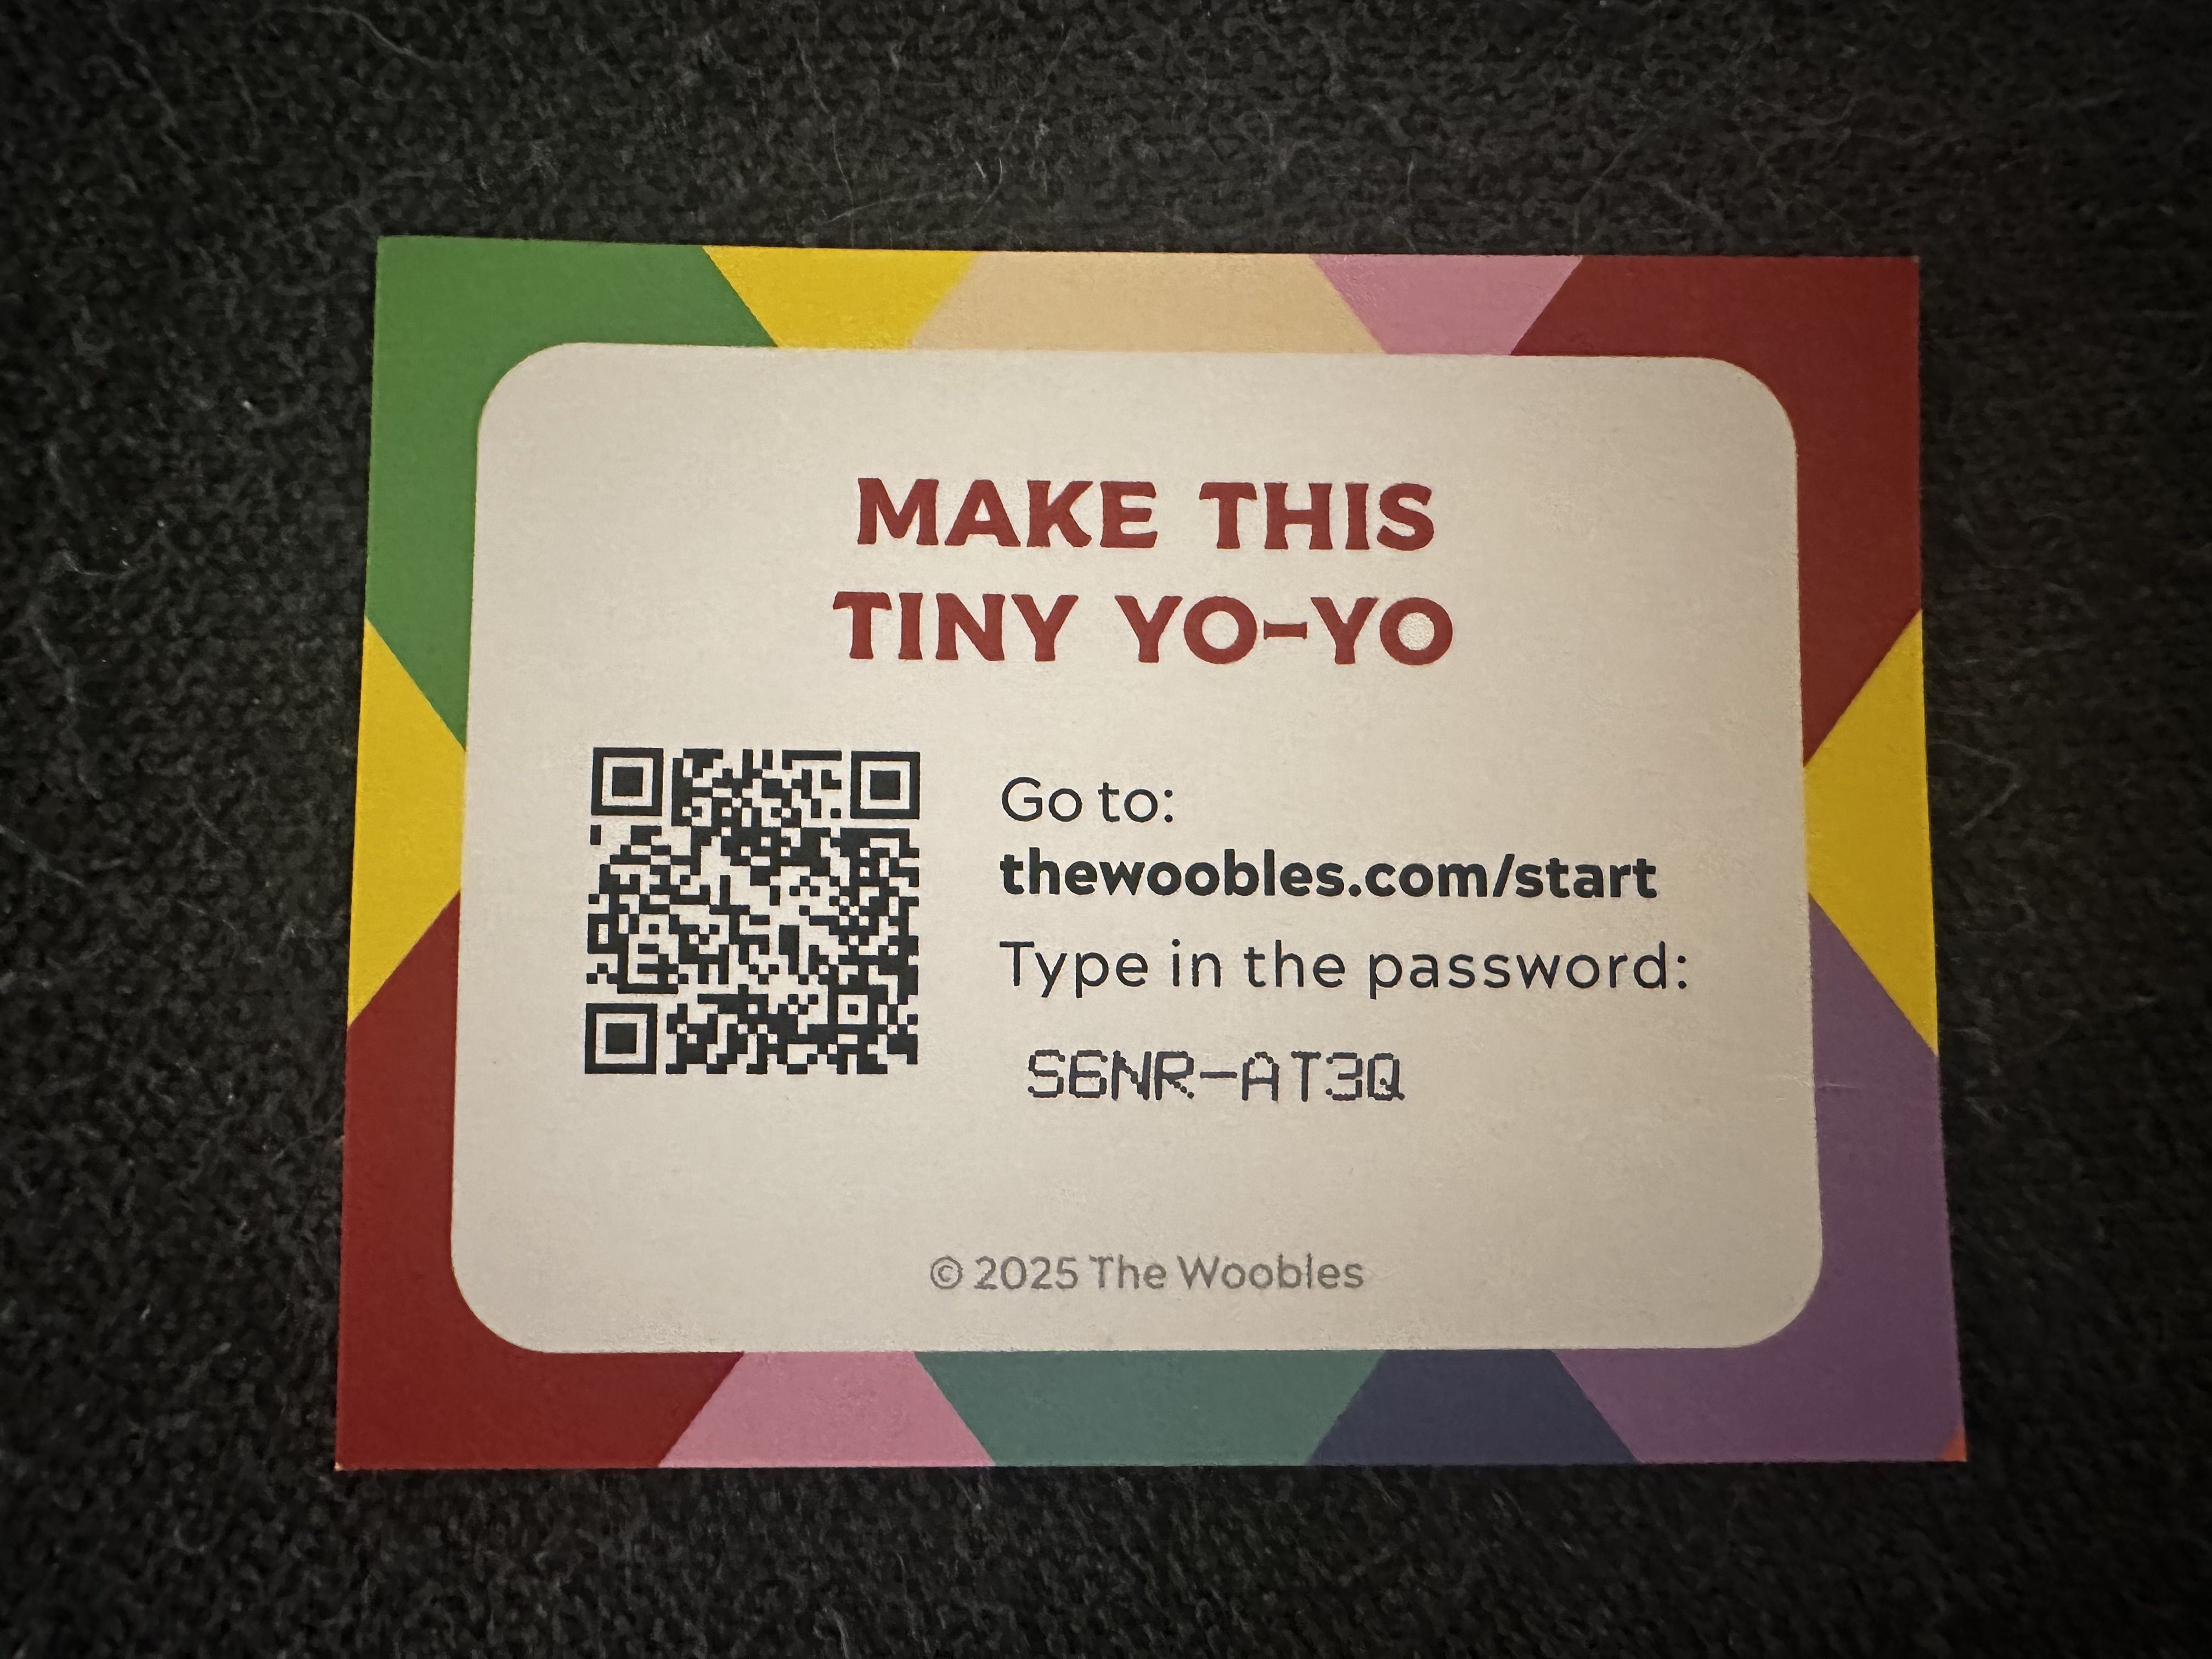 MAKE THIS
TINY YO-YO
Go to:
thewoobles.com/start
Type in the password:
S6NR-AT3Q
© 2025 The Woobles